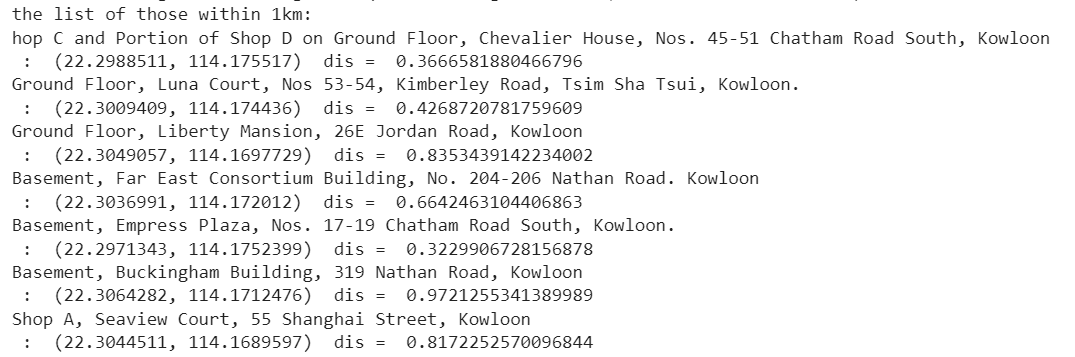 the list of those within 1km:
hop C and Portion of Shop D on Ground Floor, Chevalier House, Nos. 45-51 Chatham Road South, Kowloon
: (22.2988511, 114.175517) dis = 0.3666581880466796
Ground Floor, Luna Court, Nos 53-54, Kimberley Road, Tsim Sha Tsui, Kowloon.
: (22.3009409, 114.174436) dis = 0.4268720781759609
Ground Floor, Liberty Mansion, 26E Jordan Road, Kowloon
: (22.3049057, 114.1697729) dis = 0.8353439142234002
Basement, Far East Consortium Building, No. 204-206 Nathan Road. Kowloon
: (22.3036991, 114.172012) dis = 0.6642463104406863
Basement, Empress Plaza, Nos. 17-19 Chatham Road South, Kowloon.
: (22.2971343, 114.1752399) dis = 0.3229906728156878
Basement, Buckingham Building, 319 Nathan Road, Kowloon
: (22.3064282, 114.1712476) dis = 0.9721255341389989
Shop A, Seaview Court, 55 Shanghai Street, Kowloon
: (22.3044511, 114.1689597) dis = 0.8172252570096844